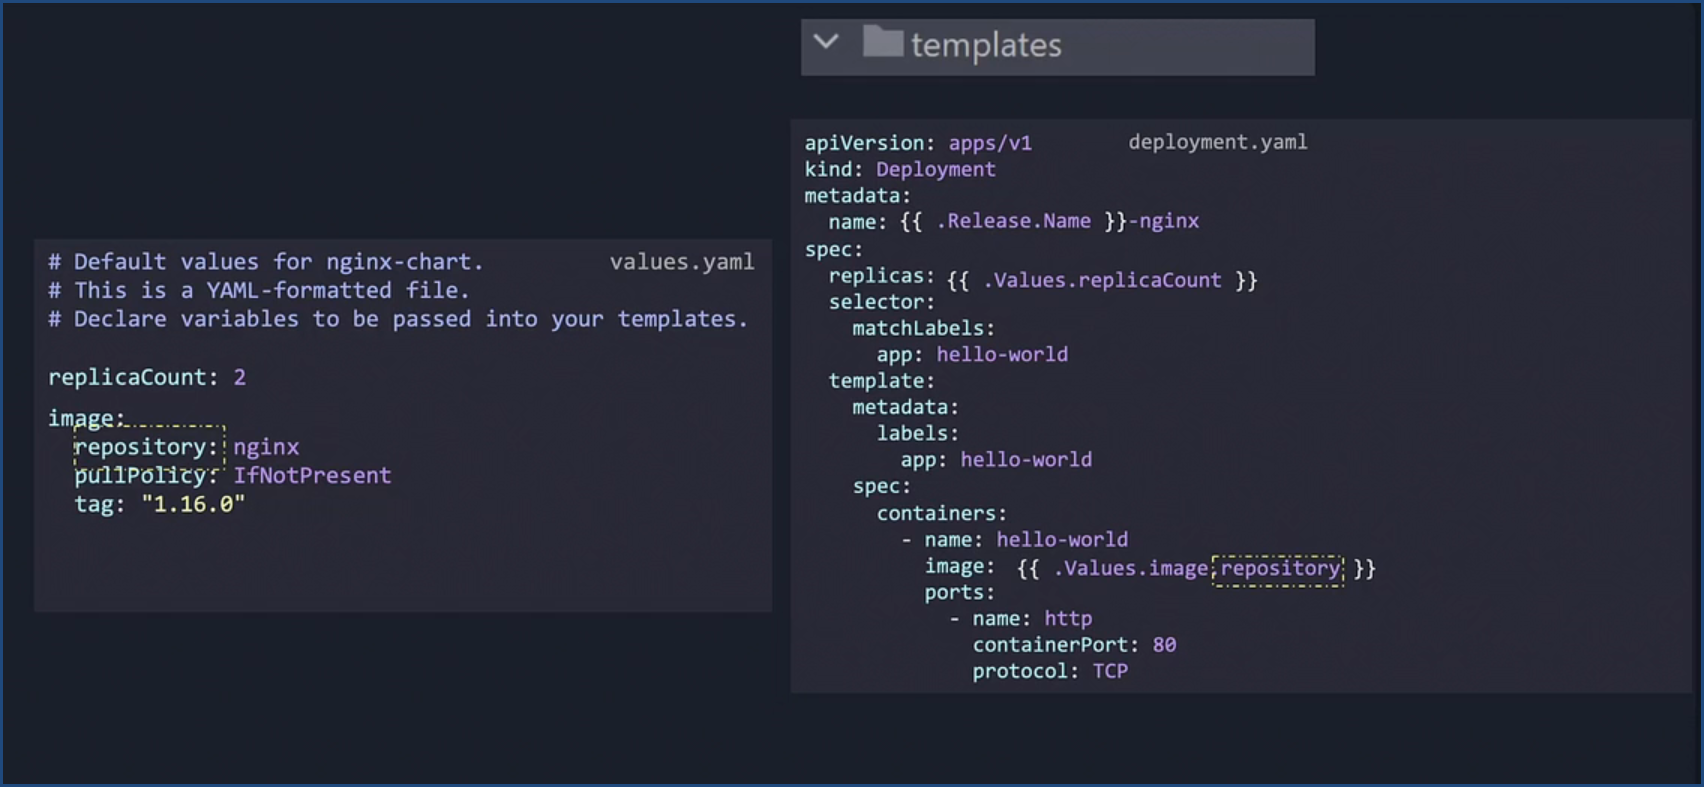 templates
# Default values for nginx-chart. values.yaml
# This is a YAML-formatted file.
# Declare variables to be passed into your templates.
replicaCount: 2
image:
  repository: nginx
  pullPolicy: IfNotPresent
  tag: "1.16.0"
apiVersion: apps/v1 deployment.yaml
kind: Deployment
metadata:
  name: {{ .Release.Name }}-nginx
spec:
  replicas: {{ .Values.replicaCount }}
  selector:
    matchLabels:
      app: hello-world
  template:
    metadata:
      labels:
        app: hello-world
    spec:
      containers:
        - name: hello-world
          image: {{ .Values.image.repository }}
          ports:
            - name: http
              containerPort: 80
              protocol: TCP